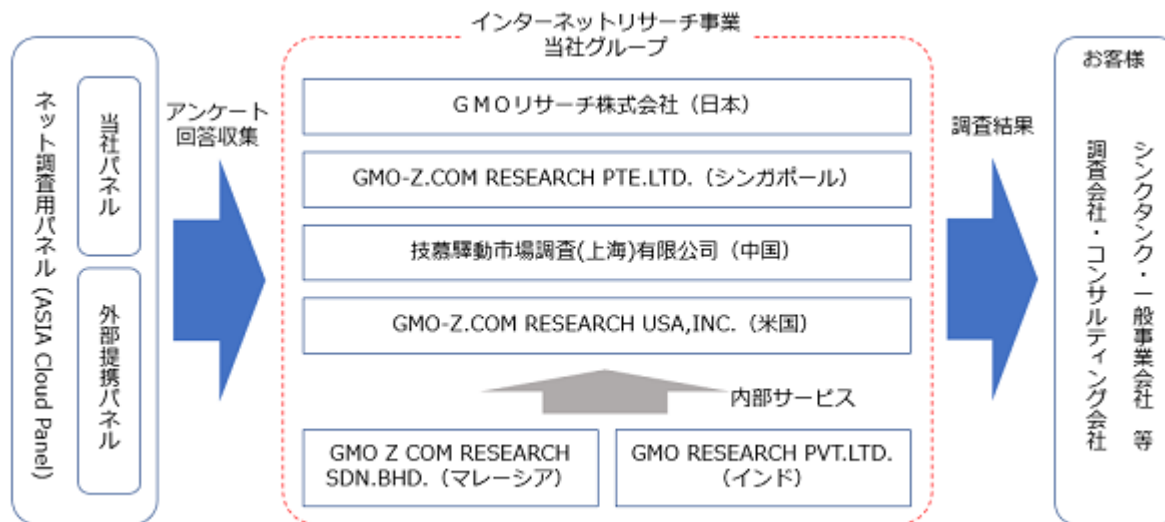 インターネットリサーチ事業
当社グループ
ネット調査用パネル(ASIA Cloud Panel)
当社パネル
外部提携パネル
アンケート
回答収集
GMOリサーチ株式会社（日本）
GMO-Z.COM RESEARCH PTE.LTD.（シンガポール）
技慕驛動市場調査(上海)有限公司（中国）
GMO-Z.COM RESEARCH USA,INC.（米国）
内部サービス
GMO Z COM RESEARCH
SDN.BHD.（マレーシア）
GMO RESEARCH PVT.LTD.
（インド）
調査結果
お客様
シンクタンク・一般事業会社　等
調査会社・コンサルティング会社